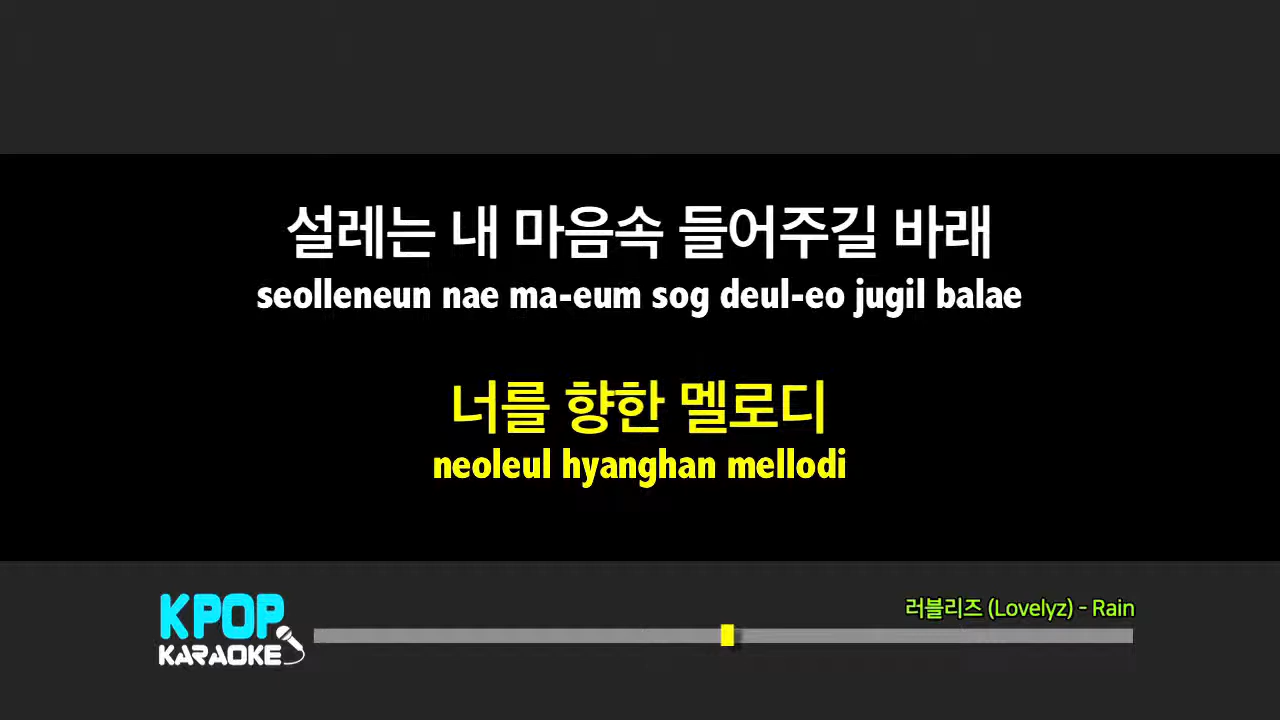 설레는 내 마음속 들어주길 바래
seolleneun nae ma-eum sog deul-eo jugil balae
너를 향한 멜로디
neoleul hyanghan mellodi
KPOP
KARAOKE
러블리즈 (Lovelyz) - Rain